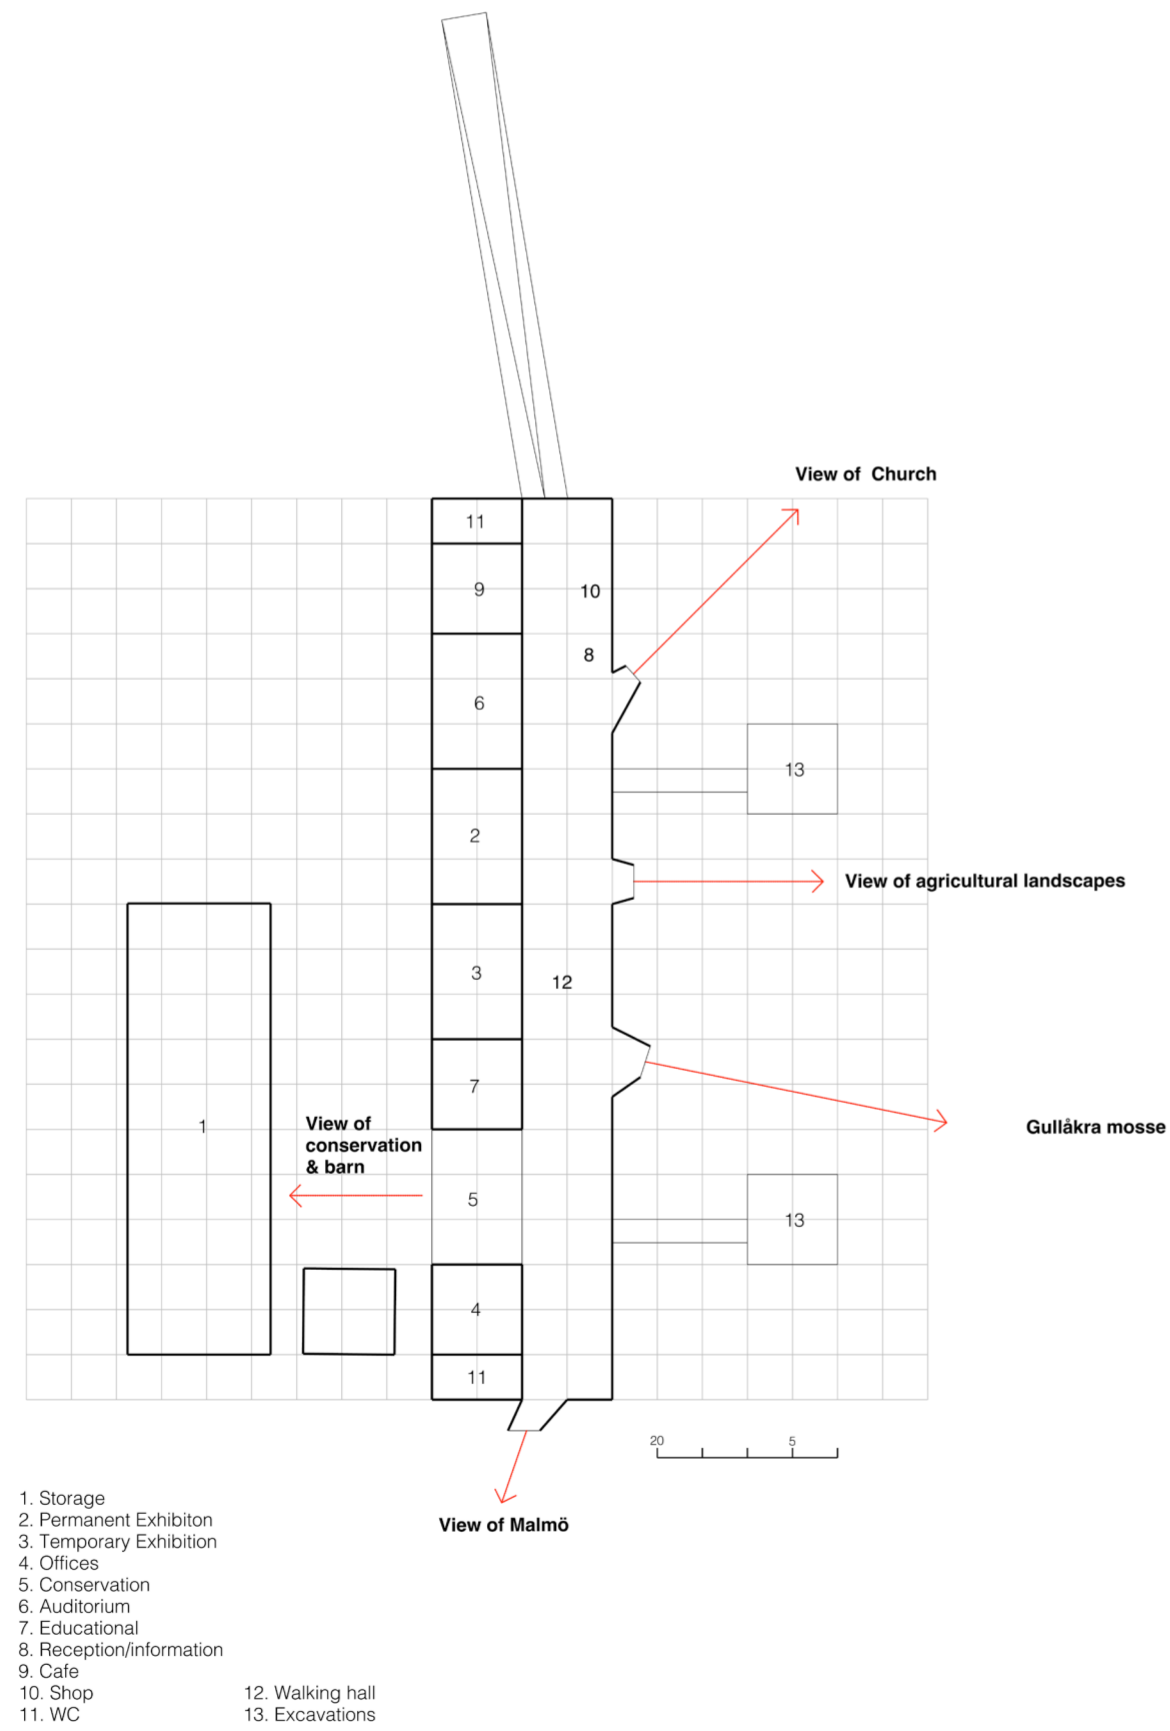 View of  Church
11
9
10
8
6
13
2
View of agricultural landscapes
3
12
7
View of
conservation
& barn
1
Gullåkra mosse
5
13
4
11
20
5
View of Malmö
1. Storage
2. Permanent Exhibiton
3. Temporary Exhibition
4. Offices
5. Conservation
6. Auditorium
7. Educational
8. Reception/information
9. Cafe
10. Shop
11. WC
12. Walking hall
13. Excavations